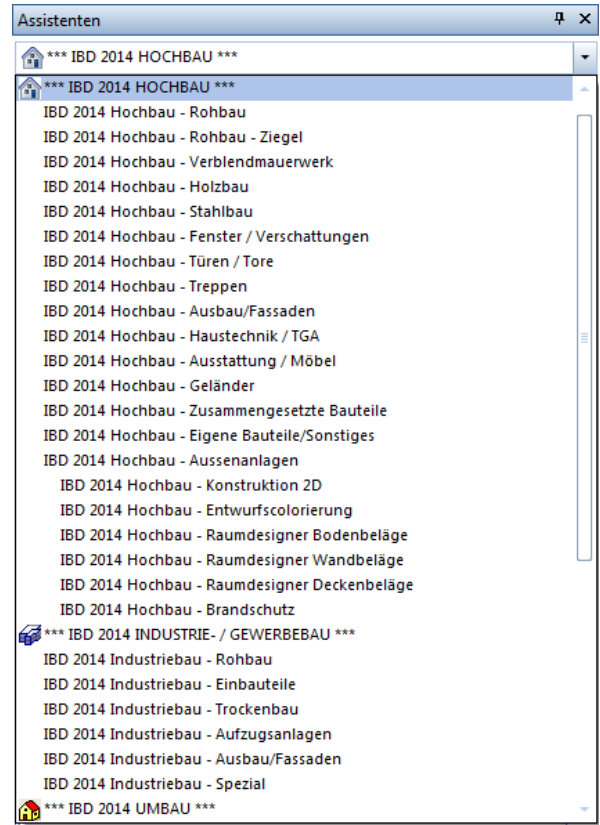 Assistenten
*** IBD 2014 HOCHBAU ***
*** IBD 2014 HOCHBAU ***
IBD 2014 Hochbau - Rohbau
IBD 2014 Hochbau - Rohbau - Ziegel
IBD 2014 Hochbau - Verblendmauerwerk
IBD 2014 Hochbau - Holzbau
IBD 2014 Hochbau - Stahlbau
IBD 2014 Hochbau - Fenster / Verschattungen
IBD 2014 Hochbau - Türen / Tore
IBD 2014 Hochbau - Treppen
IBD 2014 Hochbau - Ausbau/Fassaden
IBD 2014 Hochbau - Haustechnik / TGA
IBD 2014 Hochbau - Ausstattung / Möbel
IBD 2014 Hochbau - Geländer
IBD 2014 Hochbau - Zusammengesetzte Bauteile
IBD 2014 Hochbau - Eigene Bauteile/Sonstiges
IBD 2014 Hochbau - Aussenanlagen
IBD 2014 Hochbau - Konstruktion 2D
IBD 2014 Hochbau - Entwurfscolorierung
IBD 2014 Hochbau - Raumdesigner Bodenbeläge
IBD 2014 Hochbau - Raumdesigner Wandbeläge
IBD 2014 Hochbau - Raumdesigner Deckenbeläge
IBD 2014 Hochbau - Brandschutz
*** IBD 2014 INDUSTRIE- / GEWERBEBAU ***
IBD 2014 Industriebau - Rohbau
IBD 2014 Industriebau - Einbauteile
IBD 2014 Industriebau - Trockenbau
IBD 2014 Industriebau - Aufzugsanlagen
IBD 2014 Industriebau - Ausbau/Fassaden
IBD 2014 Industriebau - Spezial
*** IBD 2014 UMBAU ***